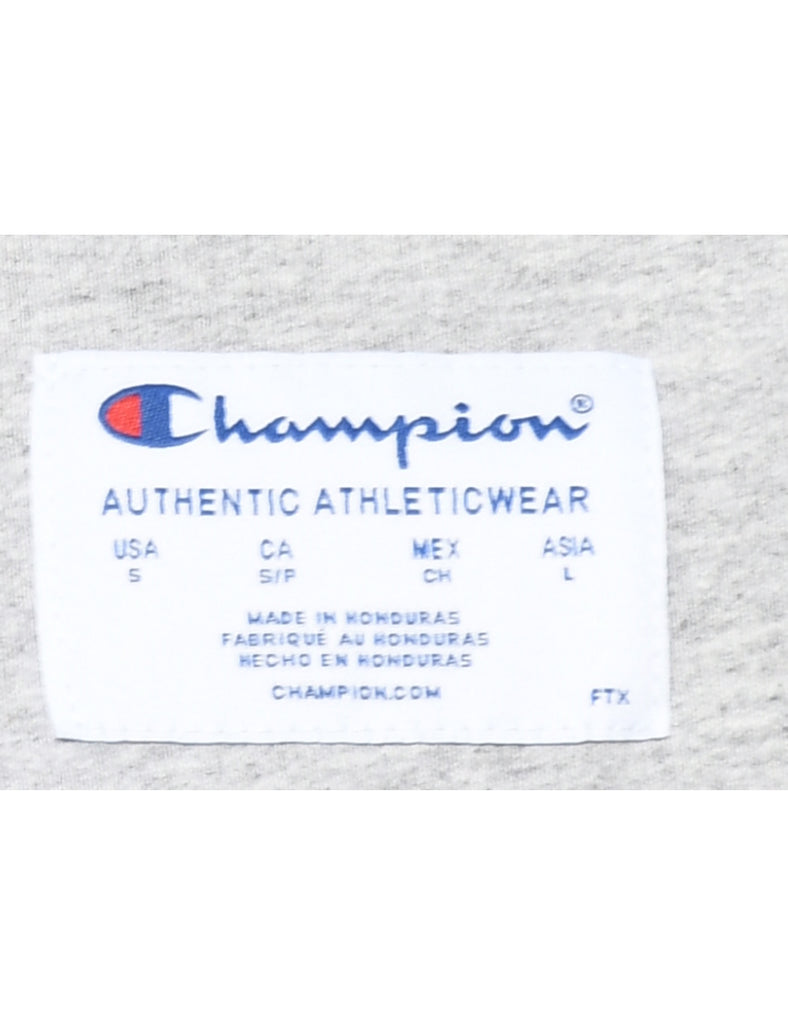 Champion®
AUTHENTIC ATHLETICWEAR
USA CA MEX ASIA
S S/P CH L
MADE IN HONDURAS
FABRIQUÉ AU HONDURAS
HECHO EN HONDURAS
CHAMPION.COM
FTX